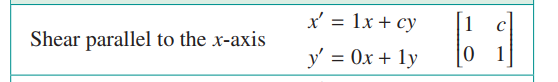 Shear parallel to the x-axis
x′ = 1x + cy
y′ = 0x + 1y
[1 c]
[0 1]